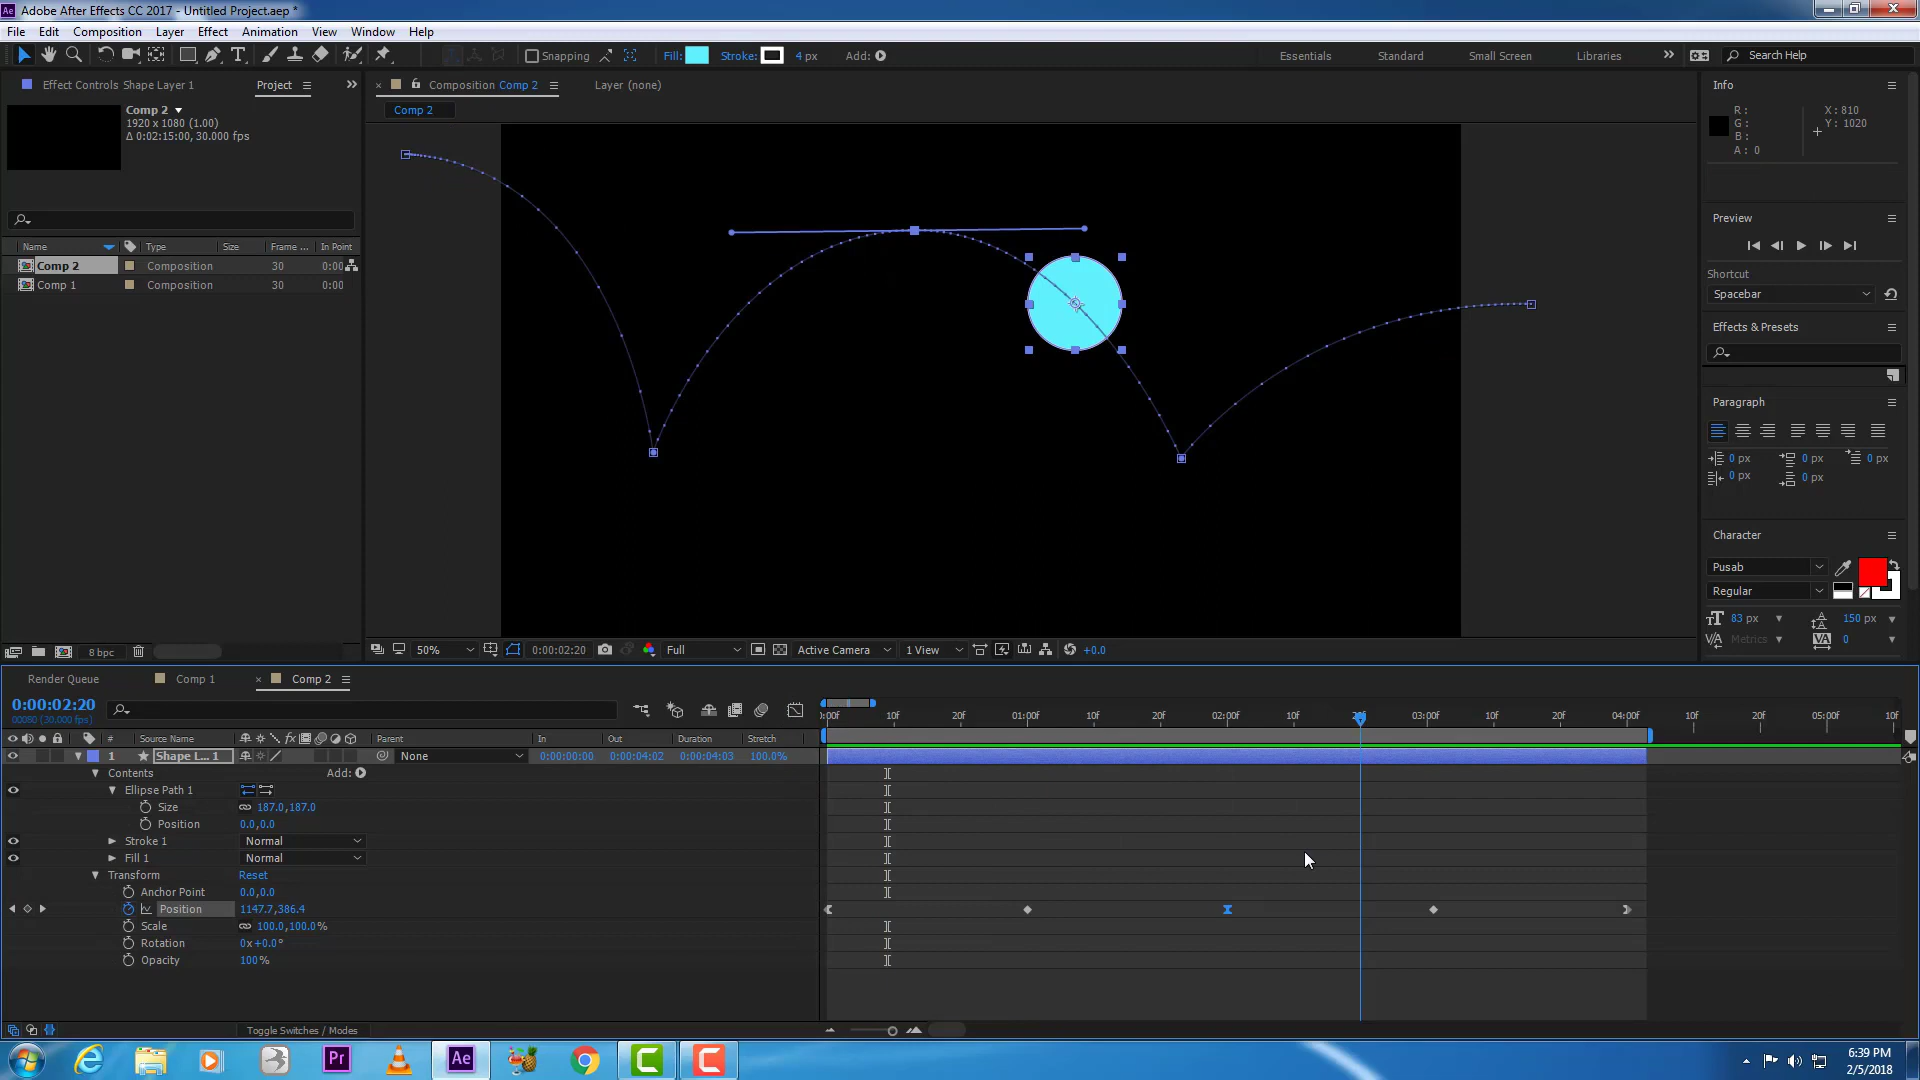 Adobe After Effects CC 2017 - Untitled Project.aep *
File Edit Composition Layer Effect Animation View Window Help
Snapping Fill: Stroke: 4 px Add: Essentials Standard Small Screen Libraries Search Help
Effect Controls Shape Layer 1 Project
Composition Comp 2 Layer (none)
Comp 2
Comp 2
1920 x 1080 (1.00)
Δ 0:02:15:00, 30.000 fps
Name Type Size Frame ... In Point
Comp 2 Composition 30 0:00
Comp 1 Composition 30 0:00
8 bpc
50% 0:00:02:20 Full Active Camera 1 View +0.0
Info
R :
G :
B :
A : 0
X : 810
Y : 1020
Preview
Shortcut
Spacebar
Effects & Presets
Paragraph
0 px 0 px 0 px
0 px 0 px
Character
Pusab
Regular
83 px 150 px
Metrics 0
Render Queue Comp 1 Comp 2
0:00:02:20
00080 (30.000 fps)
0:00f 10f 20f 01:00f 10f 20f 02:00f 10f 20f 03:00f 10f 20f 04:00f 10f 20f 05:00f 10f
# Source Name Parent In Out Duration Stretch
1 Shape L... 1 None 0:00:00:00 0:00:04:02 0:00:04:03 100.0%
Contents Add:
Ellipse Path 1
Size 187.0,187.0
Position 0.0,0.0
Stroke 1 Normal
Fill 1 Normal
Transform Reset
Anchor Point 0.0,0.0
Position 1147.7,386.4
Scale 100.0,100.0%
Rotation 0x+0.0°
Opacity 100%
Toggle Switches / Modes
Pr Ae
6:39 PM
2/5/2018